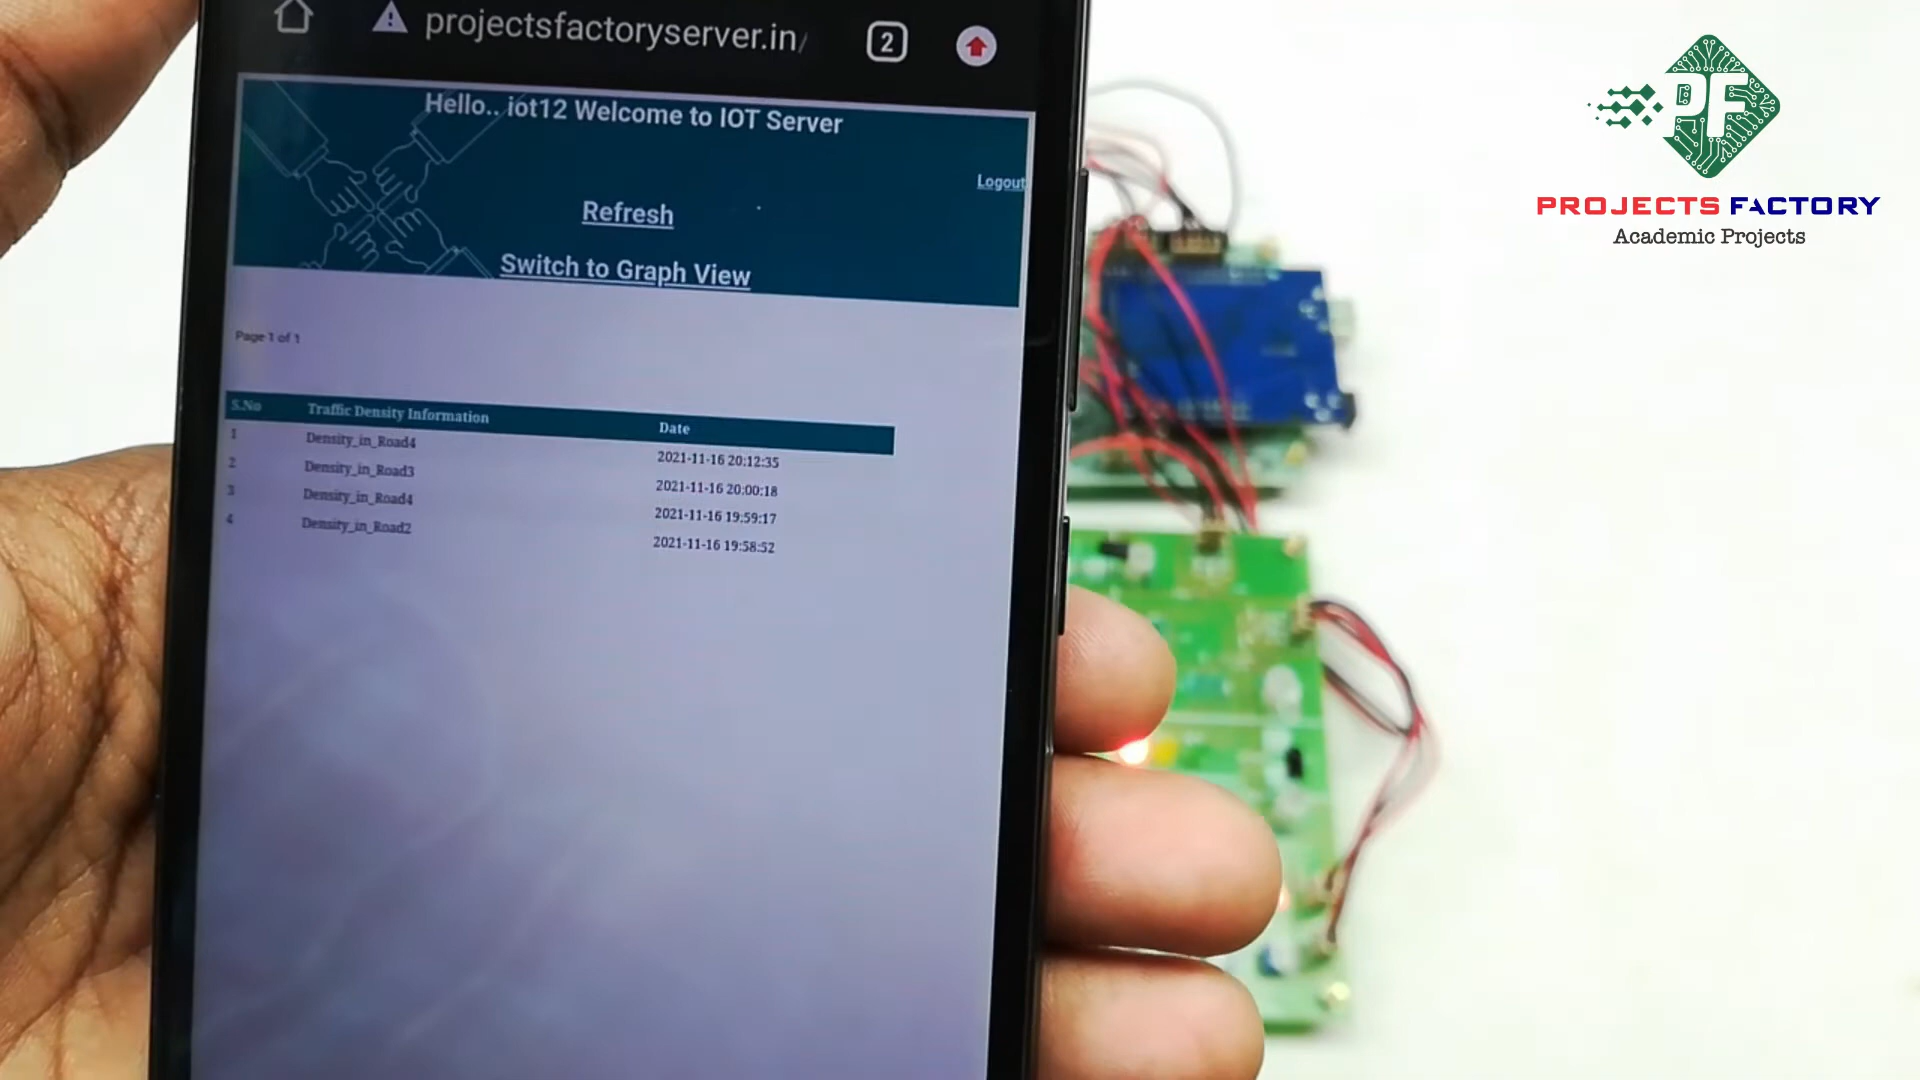 projectsfactoryserver.in/
2
Hello.. iot12 Welcome to IOT Server
Logout
Refresh
Switch to Graph View
Page 1 of 1
S.No Traffic Density Information Date
1 Density_in_Road4 2021-11-16 20:12:35
2 Density_in_Road3 2021-11-16 20:00:18
3 Density_in_Road4 2021-11-16 19:59:17
4 Density_in_Road2 2021-11-16 19:58:52
PF
PROJECTS FACTORY
Academic Projects